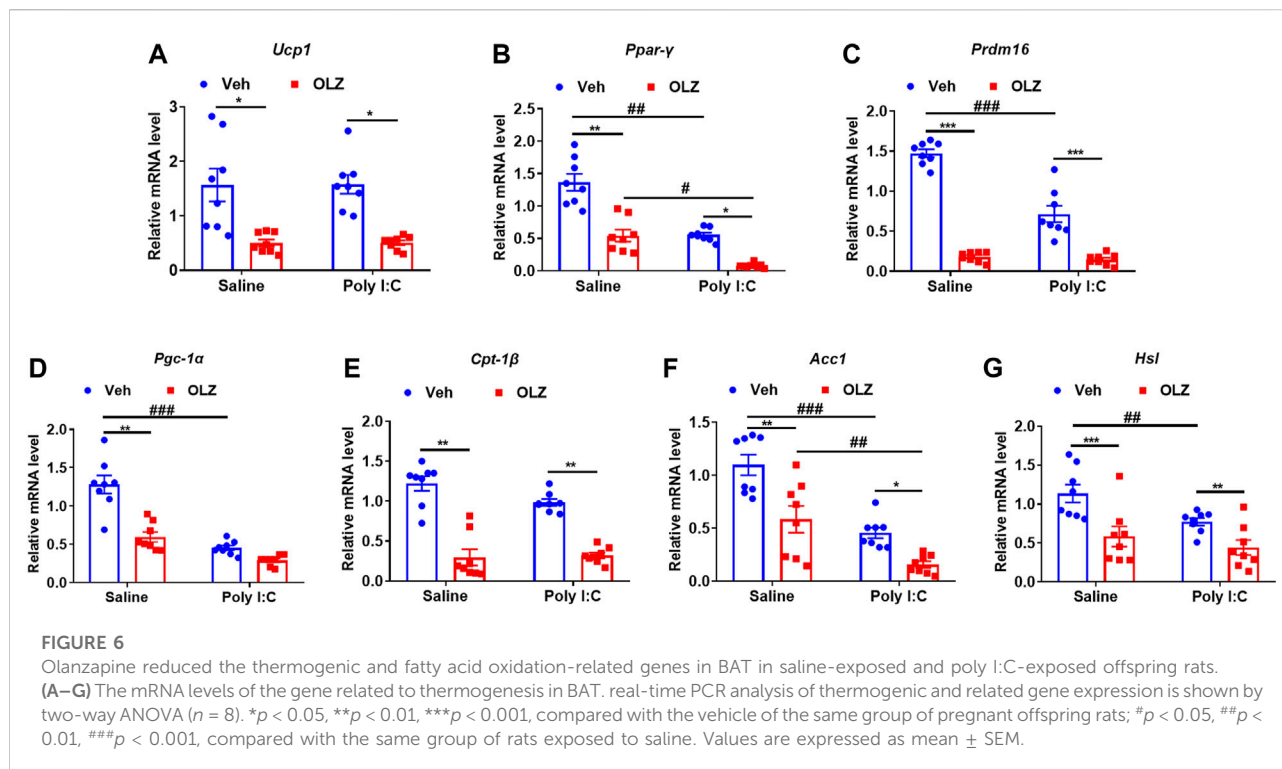 A
Ucp1
Veh
OLZ
*
*
Relative mRNA level
3
2
1
0
Saline
Poly I:C
B
Ppar-γ
Veh
OLZ
##
**
#
*
Relative mRNA level
2.5
2.0
1.5
1.0
0.5
0.0
Saline
Poly I:C
C
Prdm16
Veh
OLZ
###
***
***
Relative mRNA level
2.0
1.5
1.0
0.5
0.0
Saline
Poly I:C
D
Pgc-1α
Veh
OLZ
###
**
Relative mRNA level
2.0
1.5
1.0
0.5
0.0
Saline
Poly I:C
E
Cpt-1β
Veh
OLZ
**
**
Relative mRNA level
2.0
1.5
1.0
0.5
0.0
Saline
Poly I:C
F
Acc1
Veh
OLZ
###
**
##
*
Relative mRNA level
1.5
1.0
0.5
0.0
Saline
Poly I:C
G
Hsl
Veh
OLZ
##
***
**
Relative mRNA level
2.0
1.5
1.0
0.5
0.0
Saline
Poly I:C
FIGURE 6
Olanzapine reduced the thermogenic and fatty acid oxidation-related genes in BAT in saline-exposed and poly I:C-exposed offspring rats.
(A–G) The mRNA levels of the gene related to thermogenesis in BAT. real-time PCR analysis of thermogenic and related gene expression is shown by
two-way ANOVA (n = 8). *p < 0.05, **p < 0.01, ***p < 0.001, compared with the vehicle of the same group of pregnant offspring rats; #p < 0.05, ##p <
0.01, ###p < 0.001, compared with the same group of rats exposed to saline. Values are expressed as mean ± SEM.